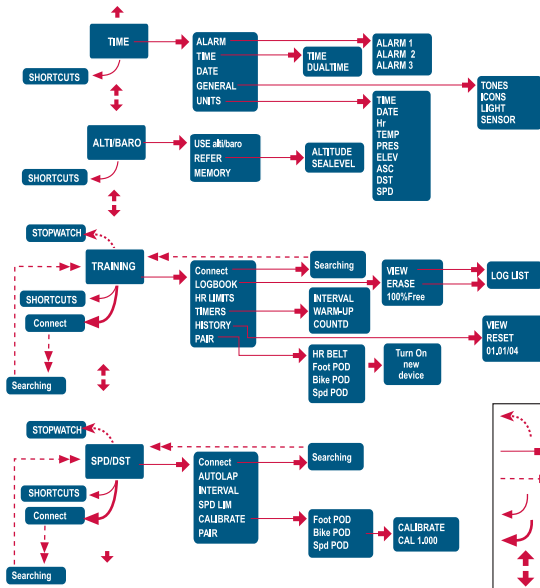 TIME
SHORTCUTS
ALARM
TIME
DATE
GENERAL
UNITS
TIME
DUALTIME
ALARM 1
ALARM 2
ALARM 3
TONES
ICONS
LIGHT
SENSOR
TIME
DATE
Hr
TEMP
PRES
ELEV
ASC
DST
SPD
ALTI/BARO
SHORTCUTS
USE alti/baro
REFER
MEMORY
ALTITUDE
SEALEVEL
STOPWATCH
TRAINING
SHORTCUTS
Connect
Searching
Connect
LOGBOOK
HR LIMITS
TIMERS
HISTORY
PAIR
Searching
VIEW
ERASE
100%Free
LOG LIST
INTERVAL
WARM-UP
COUNTD
VIEW
RESET
01.01/04
HR BELT
Foot POD
Bike POD
Spd POD
Turn On
new
device
STOPWATCH
SPD/DST
SHORTCUTS
Connect
Searching
Connect
AUTOLAP
INTERVAL
SPD LIM
CALIBRATE
PAIR
Searching
Foot POD
Bike POD
Spd POD
CALIBRATE
CAL 1.000